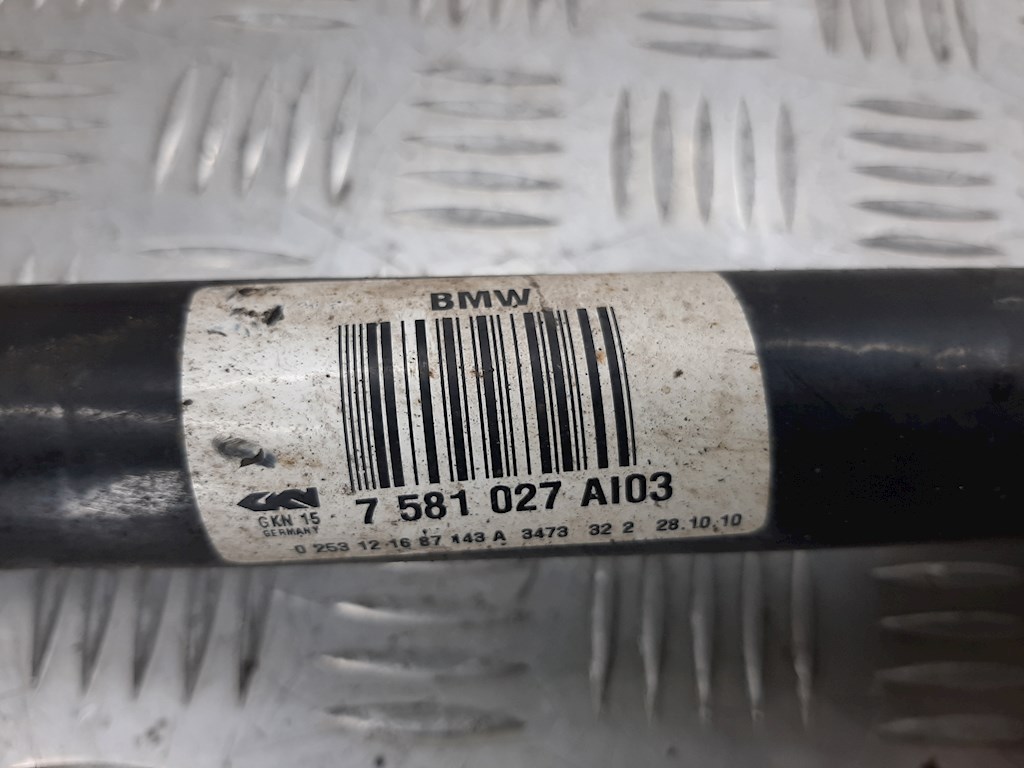 BMW
7 581 027 AI03
GKN
GKN 15
GERMANY
0 253 12 16 87 143 A 3473 32 2 28.10.10